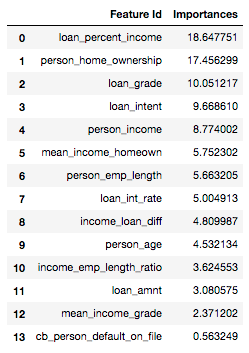 Feature Id Importances
0 loan_percent_income 18.647751
1 person_home_ownership 17.456299
2 loan_grade 10.051217
3 loan_intent 9.668610
4 person_income 8.774002
5 mean_income_homeown 5.752302
6 person_emp_length 5.663205
7 loan_int_rate 5.004913
8 income_loan_diff 4.809987
9 person_age 4.532134
10 income_emp_length_ratio 3.624553
11 loan_amnt 3.080575
12 mean_income_grade 2.371202
13 cb_person_default_on_file 0.563249